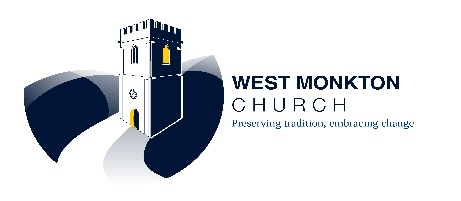 WEST MONKTON
CHURCH
Preserving tradition, embracing change